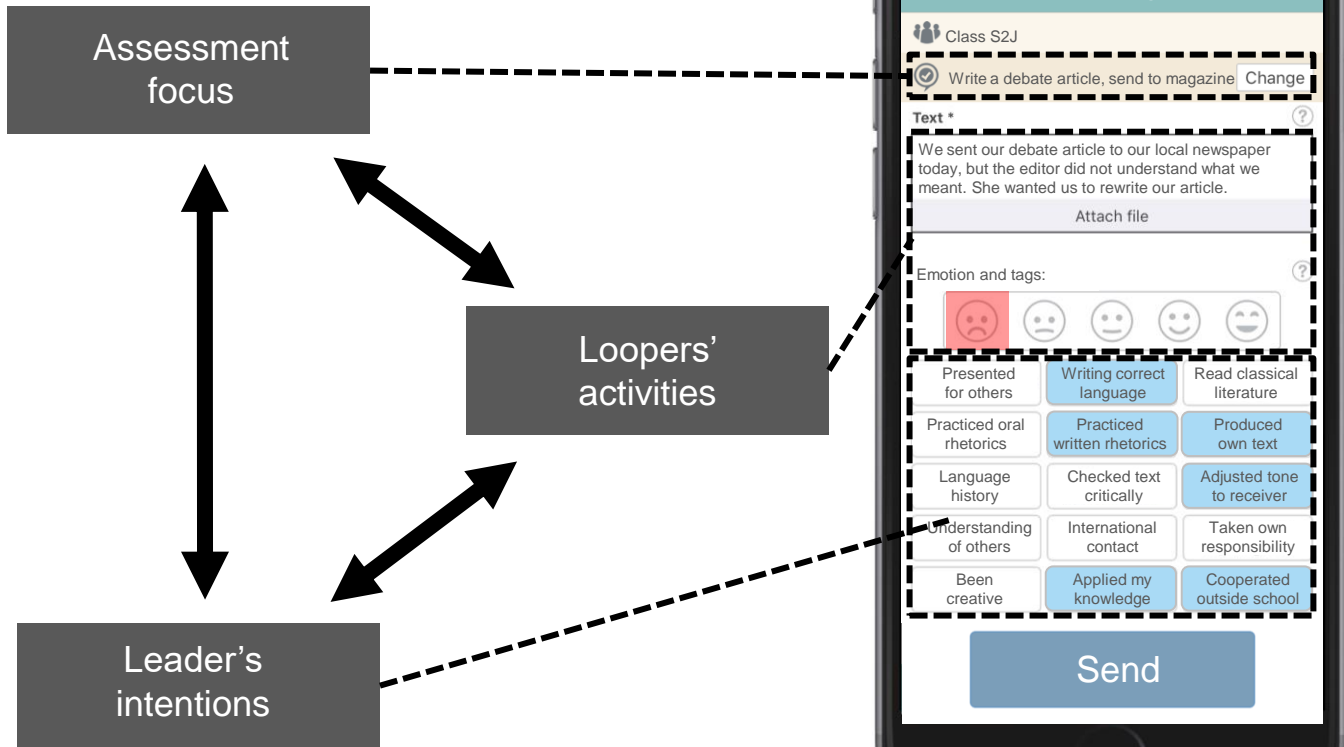 Assessment
focus
Loopers'
activities
Leader's
intentions
Class S2J
Write a debate article, send to magazine Change
Text *
?
We sent our debate article to our local newspaper
today, but the editor did not understand what we
meant. She wanted us to rewrite our article.
Attach file
Emotion and tags:
?
Presented
for others
Writing correct
language
Read classical
literature
Practiced oral
rhetorics
Practiced
written rhetorics
Produced
own text
Language
history
Checked text
critically
Adjusted tone
to receiver
Understanding
of others
International
contact
Taken own
responsibility
Been
creative
Applied my
knowledge
Cooperated
outside school
Send